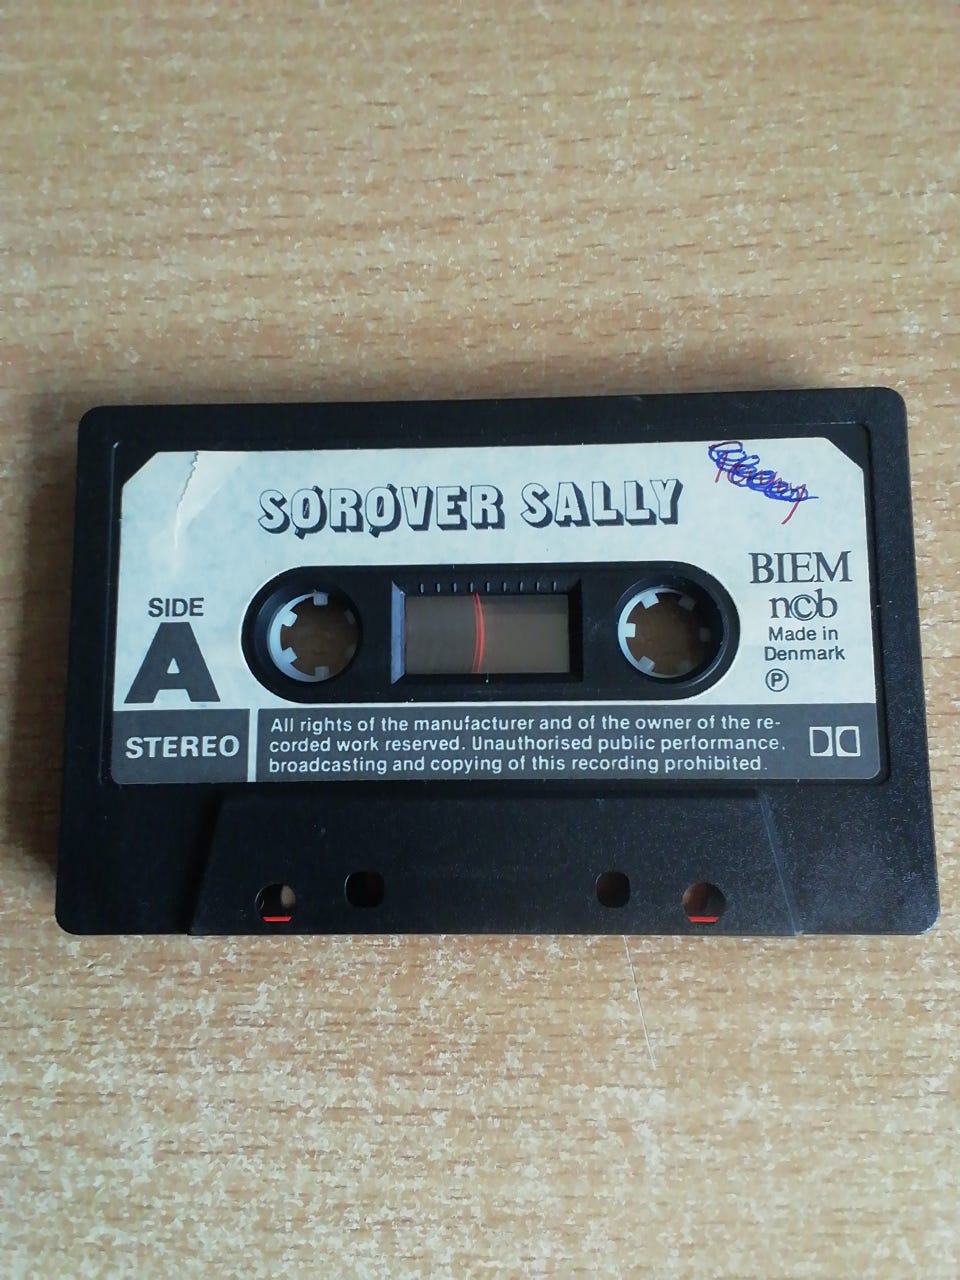 SØRØVER SALLY
BIEM
n©b
Made in
Denmark
Ⓟ
SIDE
A
STEREO
All rights of the manufacturer and of the owner of the re-
corded work reserved. Unauthorised public performance,
broadcasting and copying of this recording prohibited.